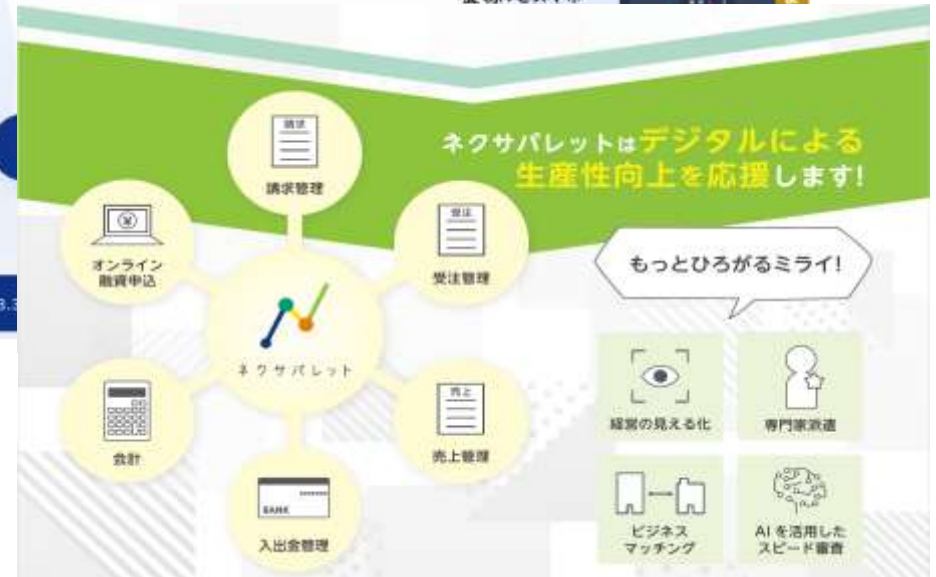 ネクサパレットはデジタルによる
生産性向上を応援します!
請求
請求管理
受注
受注管理
オンライン
融資申込
もっとひろがるミライ!
ネクサパレット
会計
売上
売上管理
BANK
入出金管理
経営の見える化
専門家派遣
ビジネス
マッチング
AIを活用した
スピード審査